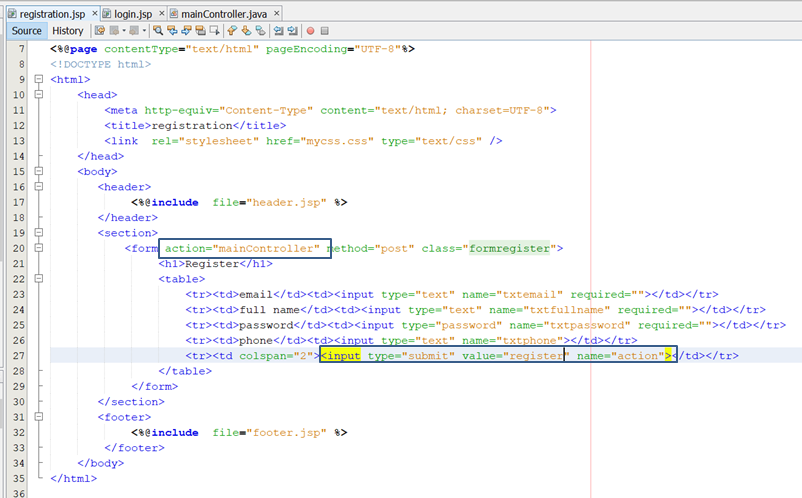 registration.jsp × login.jsp × mainController.java ×
Source History
7 <%@page contentType="text/html" pageEncoding="UTF-8"%>
8 <!DOCTYPE html>
9 <html>
10 <head>
11 <meta http-equiv="Content-Type" content="text/html; charset=UTF-8">
12 <title>registration</title>
13 <link  rel="stylesheet" href="mycss.css" type="text/css" />
14 </head>
15 <body>
16 <header>
17 <%@include  file="header.jsp" %>
18 </header>
19 <section>
20 <form action="mainController" method="post" class="formregister">
21 <h1>Register</h1>
22 <table>
23 <tr><td>email</td><td><input type="text" name="txtemail" required=""></td></tr>
24 <tr><td>full name</td><td><input type="text" name="txtfullname" required=""></td></tr>
25 <tr><td>password</td><td><input type="password" name="txtpassword" required=""></td></tr>
26 <tr><td>phone</td><td><input type="text" name="txtphone"></td></tr>
27 <tr><td colspan="2"><input type="submit" value="register" name="action"></td></tr>
28 </table>
29 </form>
30 </section>
31 <footer>
32 <%@include  file="footer.jsp" %>
33 </footer>
34 </body>
35 </html>
36